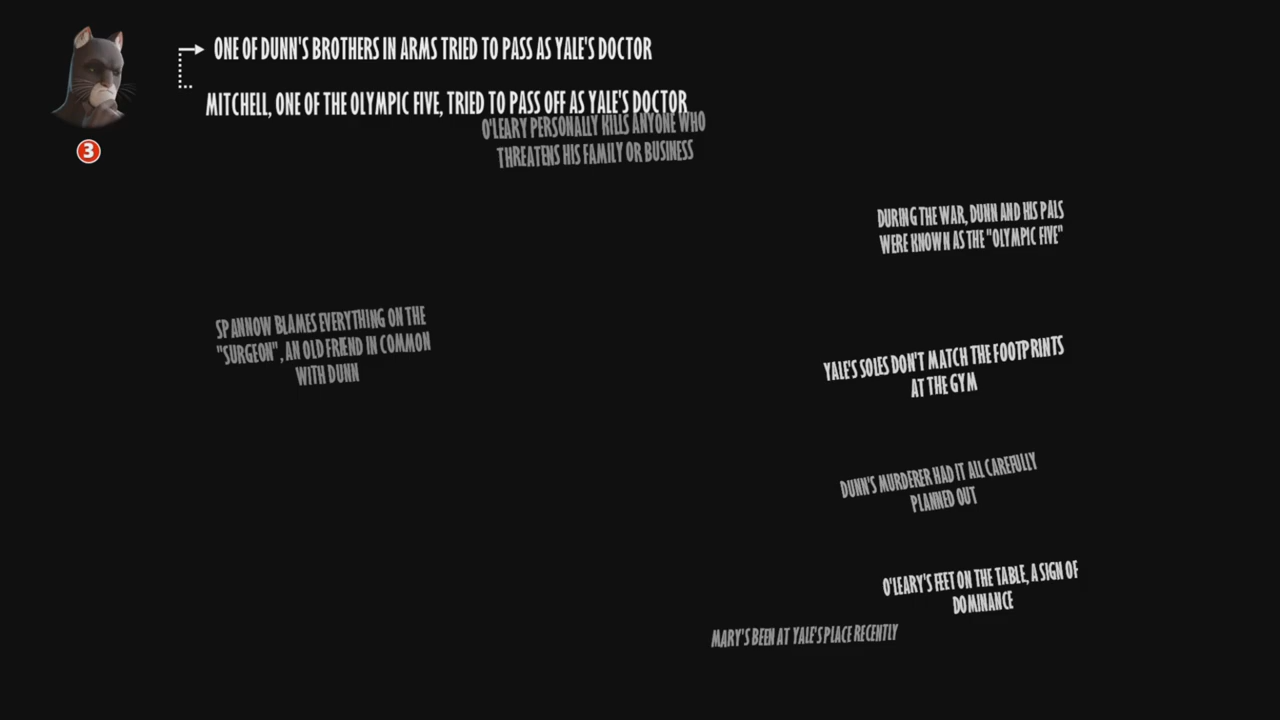 ONE OF DUNN'S BROTHERS IN ARMS TRIED TO PASS AS YALE'S DOCTOR
MITCHELL, ONE OF THE OLYMPIC FIVE, TRIED TO PASS OFF AS YALE'S DOCTOR
O'LEARY PERSONALLY KILLS ANYONE WHO
THREATENS HIS FAMILY OR BUSINESS
3
DURING THE WAR, DUNN AND HIS PALS
WERE KNOWN AS THE "OLYMPIC FIVE"
SPANNOW BLAMES EVERYTHING ON THE
"SURGEON", AN OLD FRIEND IN COMMON
WITH DUNN
YALE'S SOLES DON'T MATCH THE FOOTPRINTS
AT THE GYM
DUNN'S MURDERER HAD IT ALL CAREFULLY
PLANNED OUT
O'LEARY'S FEET ON THE TABLE, A SIGN OF
DOMINANCE
MARY'S BEEN AT YALE'S PLACE RECENTLY